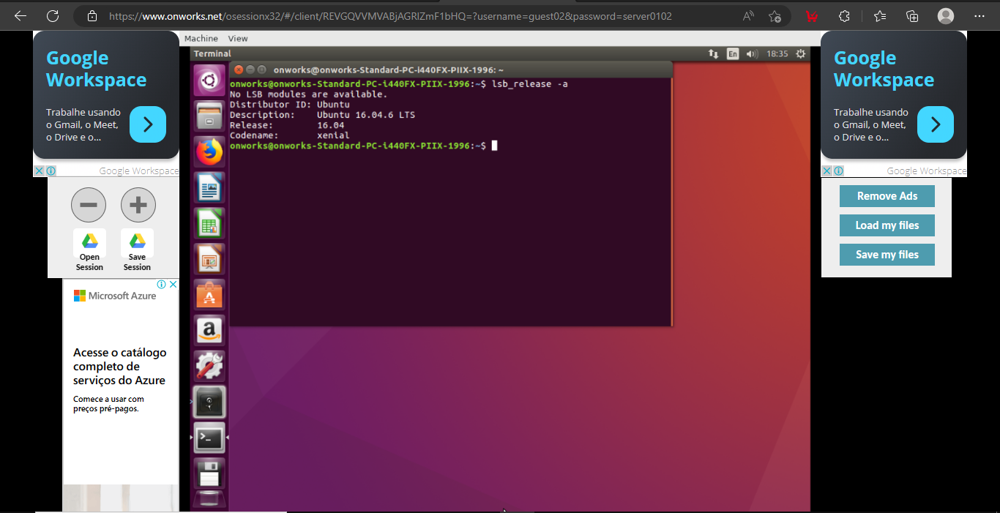 https://www.onworks.net/osessionx32/#/client/REVGQVVMVABjAGRlZmF1bHQ=?username=guest02&password=server0102
Machine View
Google
Workspace
Trabalhe usando
o Gmail, o Meet,
o Drive e o...
Google Workspace
Open
Session
Save
Session
Microsoft Azure
Acesse o catálogo
completo de
serviços do Azure
Comece a usar com
preços pré-pagos.
Terminal
En
18:35
onworks@onworks-Standard-PC-i440FX-PIIX-1996: ~
onworks@onworks-Standard-PC-i440FX-PIIX-1996:~$ lsb_release -a
No LSB modules are available.
Distributor ID: Ubuntu
Description: Ubuntu 16.04.6 LTS
Release: 16.04
Codename: xenial
onworks@onworks-Standard-PC-i440FX-PIIX-1996:~$
Google
Workspace
Trabalhe usando
o Gmail, o Meet,
o Drive e o...
Google Workspace
Remove Ads
Load my files
Save my files